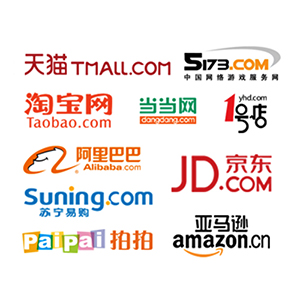 天猫 TMALL.COM
5173.COM
中国网络游戏服务网
淘宝网
Taobao.com
当当网
dangdang.com
yhd.com
1号店
阿里巴巴
Alibaba.com
JD 京东
.COM
Suning.com
苏宁易购
PaiPai 拍拍
亚马逊
amazon.cn